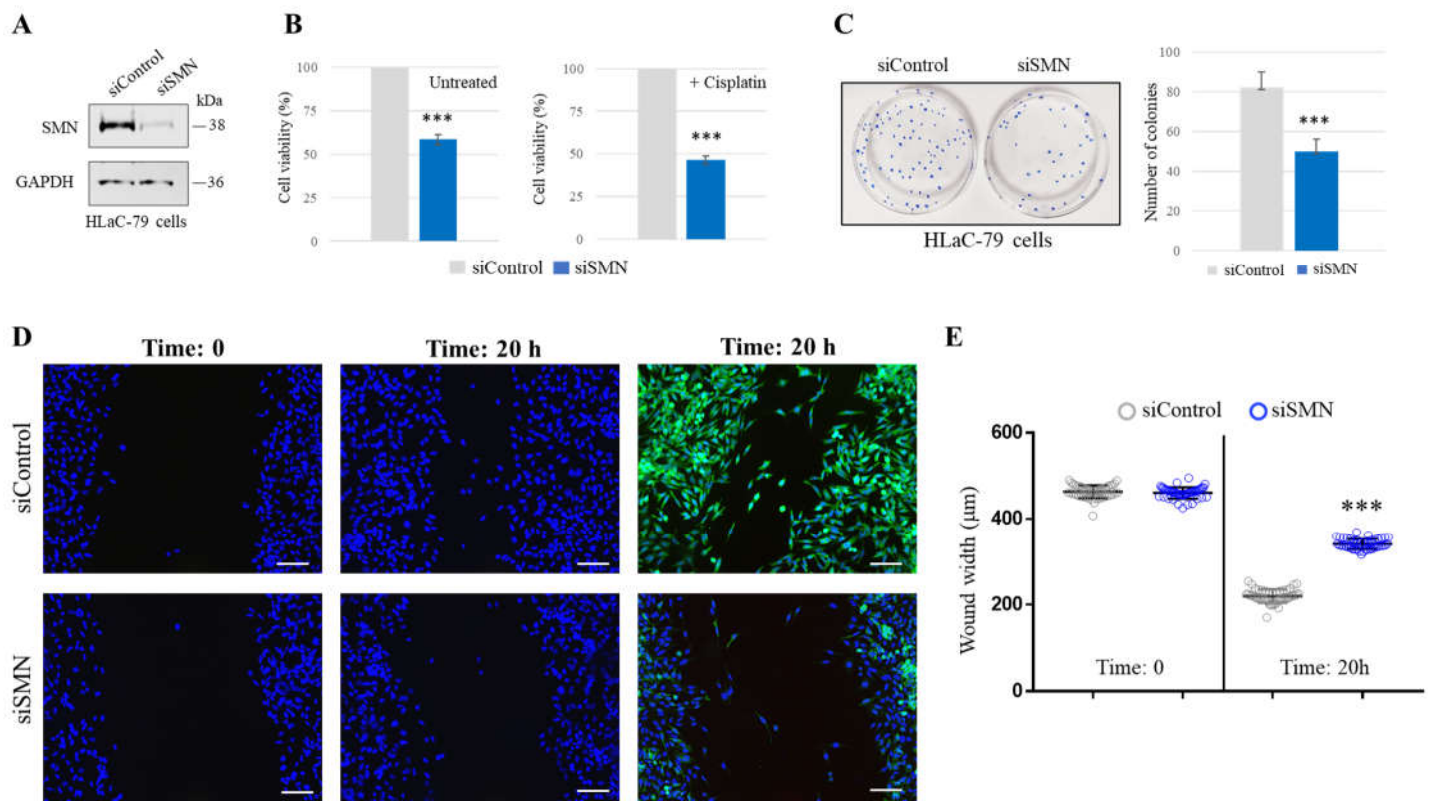 A
siControl
siSMN
kDa
SMN
38
GAPDH
36
HLaC-79 cells
B
Cell viability (%)
100
75
50
25
0
Untreated
***
Cell viability (%)
100
50
0
+ Cisplatin
***
siControl
siSMN
C
siControl
siSMN
HLaC-79 cells
Number of colonies
100
80
60
40
20
0
***
siControl
siSMN
D
Time: 0
Time: 20 h
Time: 20 h
siControl
siSMN
E
siControl
siSMN
Wound width (µm)
600
400
200
0
***
Time: 0
Time: 20h